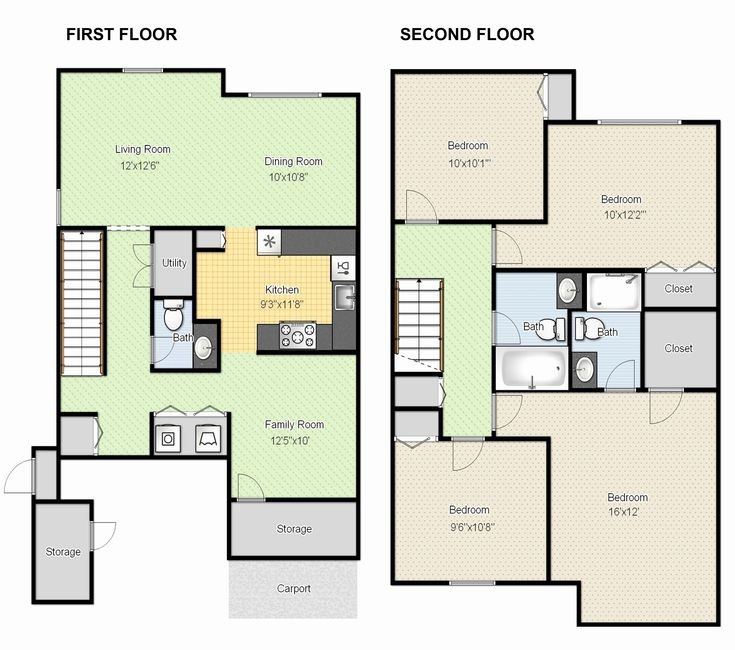 FIRST FLOOR
SECOND FLOOR
Living Room
12'x12'6"
Dining Room
10'x10'8"
Utility
Kitchen
9'3"x11'8"
Bath
Family Room
12'5"x10'
Storage
Storage
Carport
Bedroom
10'x10'1"'
Bedroom
10'x12'2"'
Closet
Bath
Bath
Closet
Bedroom
9'6"x10'8"
Bedroom
16'x12'